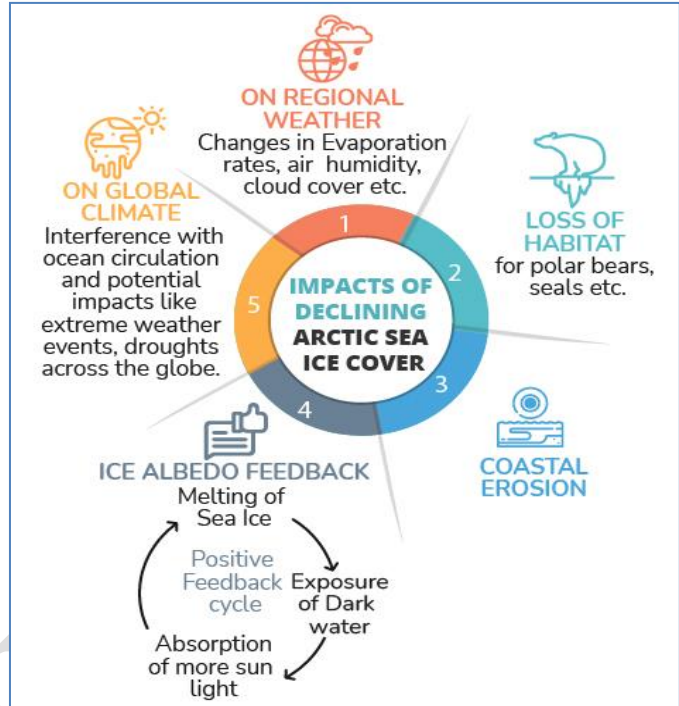 ON REGIONAL
WEATHER
Changes in Evaporation
rates, air humidity,
cloud cover etc.
1
LOSS OF
HABITAT
for polar bears,
seals etc.
2
COASTAL
EROSION
3
ICE ALBEDO FEEDBACK
Melting of
Sea Ice
Exposure
of Dark
water
Absorption
of more sun
light
Positive
Feedback
cycle
4
ON GLOBAL
CLIMATE
Interference with
ocean circulation
and potential
impacts like
extreme weather
events, droughts
across the globe.
5
IMPACTS OF
DECLINING
ARCTIC SEA
ICE COVER